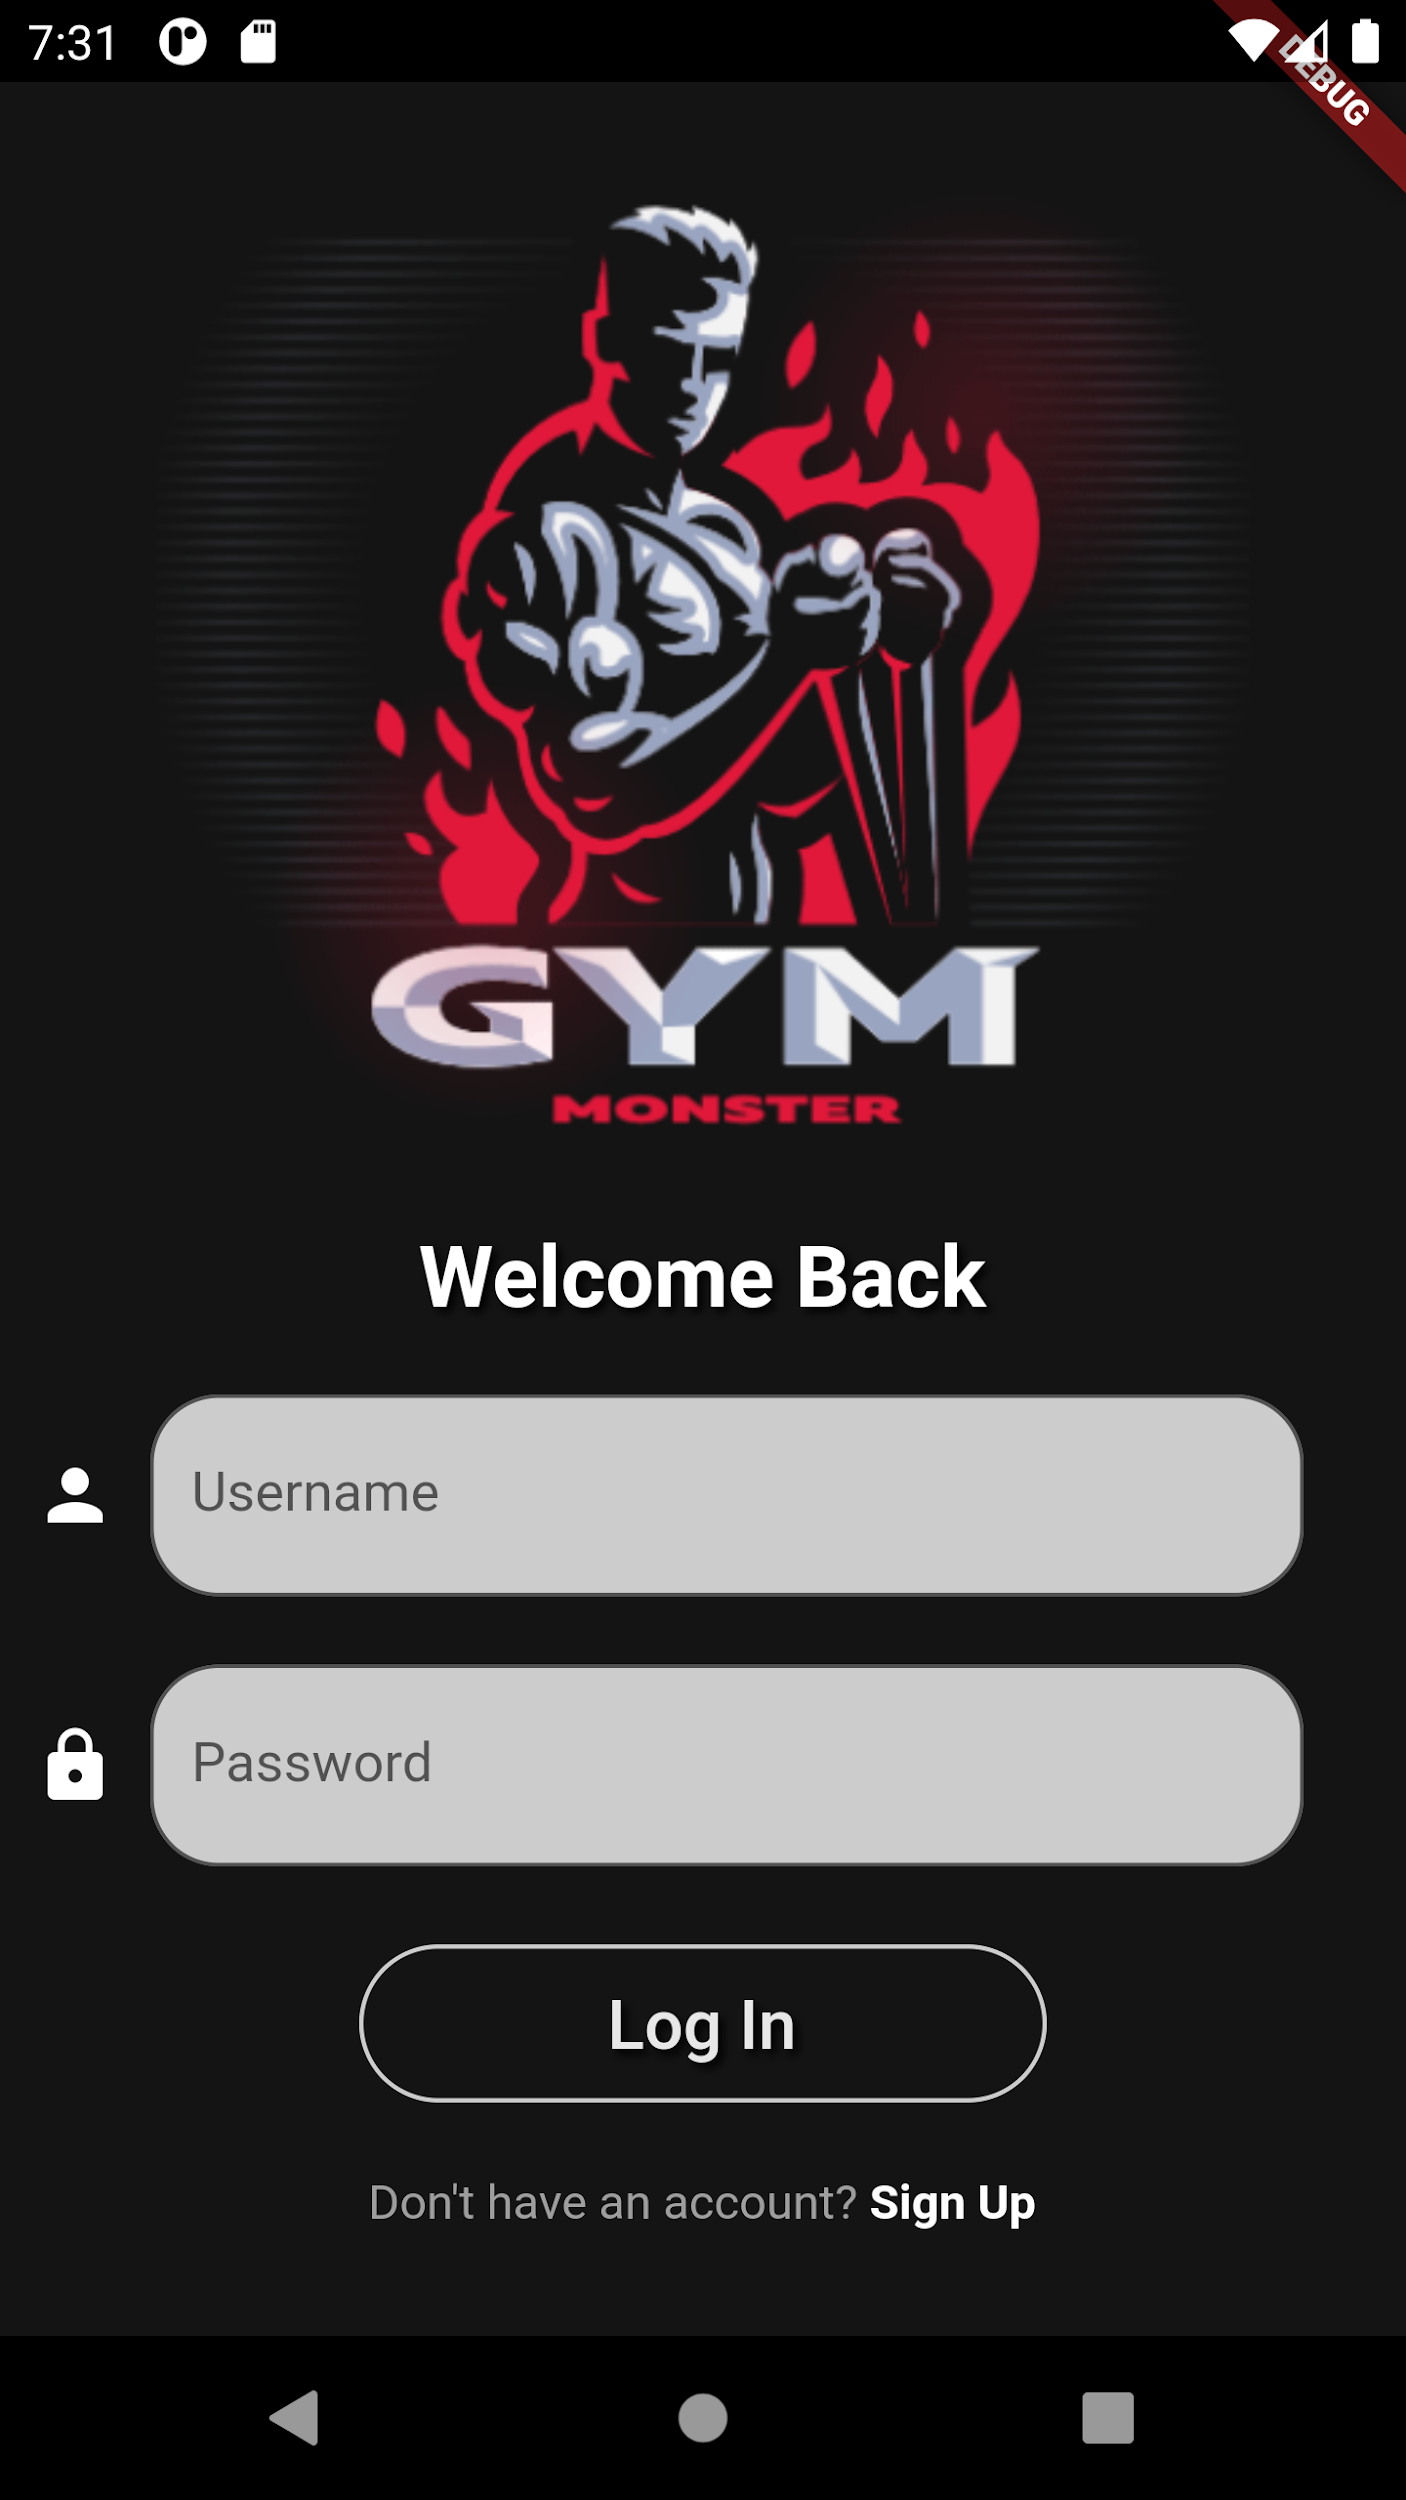 7:31
DEBUG
GYM
MONSTER
Welcome Back
Username
Password
Log In
Don't have an account? Sign Up